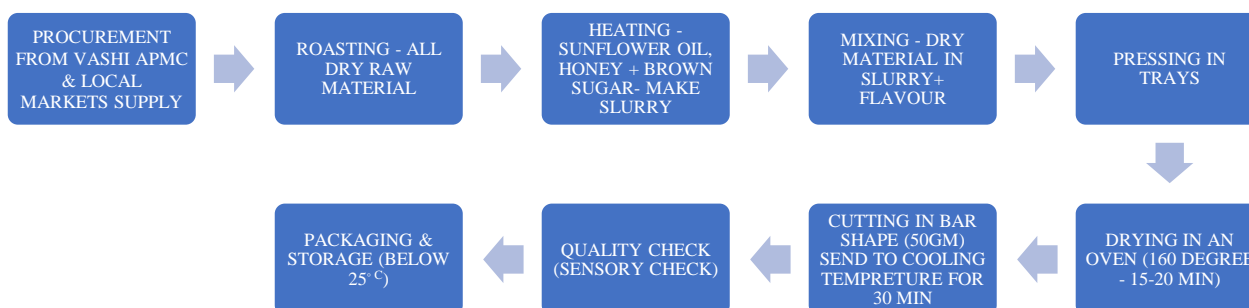 PROCUREMENT
FROM VASHI APMC
& LOCAL
MARKETS SUPPLY
ROASTING - ALL
DRY RAW
MATERIAL
HEATING -
SUNFLOWER OIL,
HONEY + BROWN
SUGAR- MAKE
SLURRY
MIXING - DRY
MATERIAL IN
SLURRY+
FLAVOUR
PRESSING IN
TRAYS
DRYING IN AN
OVEN (160 DEGREE
- 15-20 MIN)
CUTTING IN BAR
SHAPE (50GM)
SEND TO COOLING
TEMPRETURE FOR
30 MIN
QUALITY CHECK
(SENSORY CHECK)
PACKAGING &
STORAGE (BELOW
25° C)